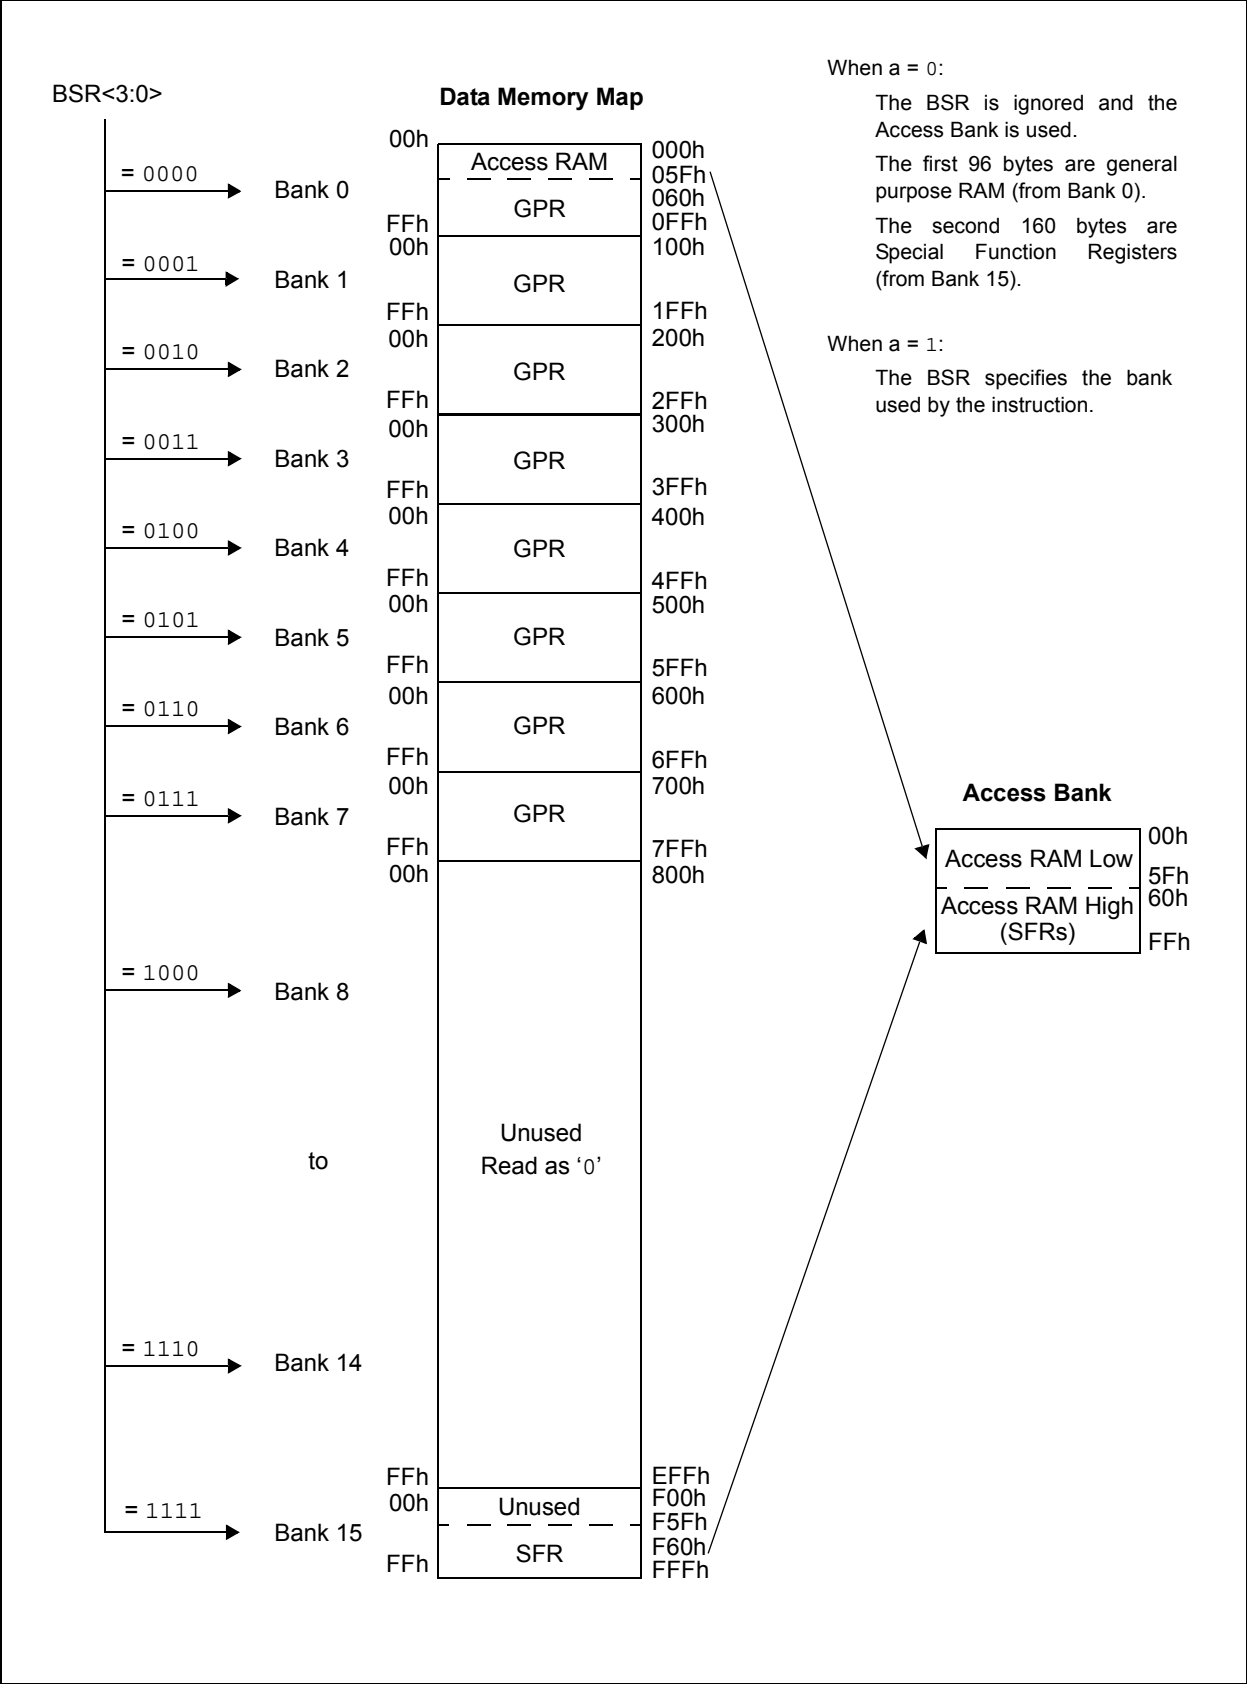 BSR<3:0>
Data Memory Map
When a = 0:
The BSR is ignored and the
Access Bank is used.
The first 96 bytes are general
purpose RAM (from Bank 0).
The second 160 bytes are
Special Function Registers
(from Bank 15).
When a = 1:
The BSR specifies the bank
used by the instruction.
= 0000
Bank 0
00h
FFh
Access RAM
GPR
000h
05Fh
060h
0FFh
= 0001
Bank 1
00h
FFh
GPR
100h
1FFh
= 0010
Bank 2
00h
FFh
GPR
200h
2FFh
= 0011
Bank 3
00h
FFh
GPR
300h
3FFh
= 0100
Bank 4
00h
FFh
GPR
400h
4FFh
= 0101
Bank 5
00h
FFh
GPR
500h
5FFh
= 0110
Bank 6
00h
FFh
GPR
600h
6FFh
= 0111
Bank 7
00h
FFh
GPR
700h
7FFh
= 1000
Bank 8
00h
800h
to
Unused
Read as ‘0’
= 1110
Bank 14
FFh
EFFh
= 1111
Bank 15
00h
FFh
Unused
SFR
F00h
F5Fh
F60h
FFFh
Access Bank
Access RAM Low
Access RAM High
(SFRs)
00h
5Fh
60h
FFh